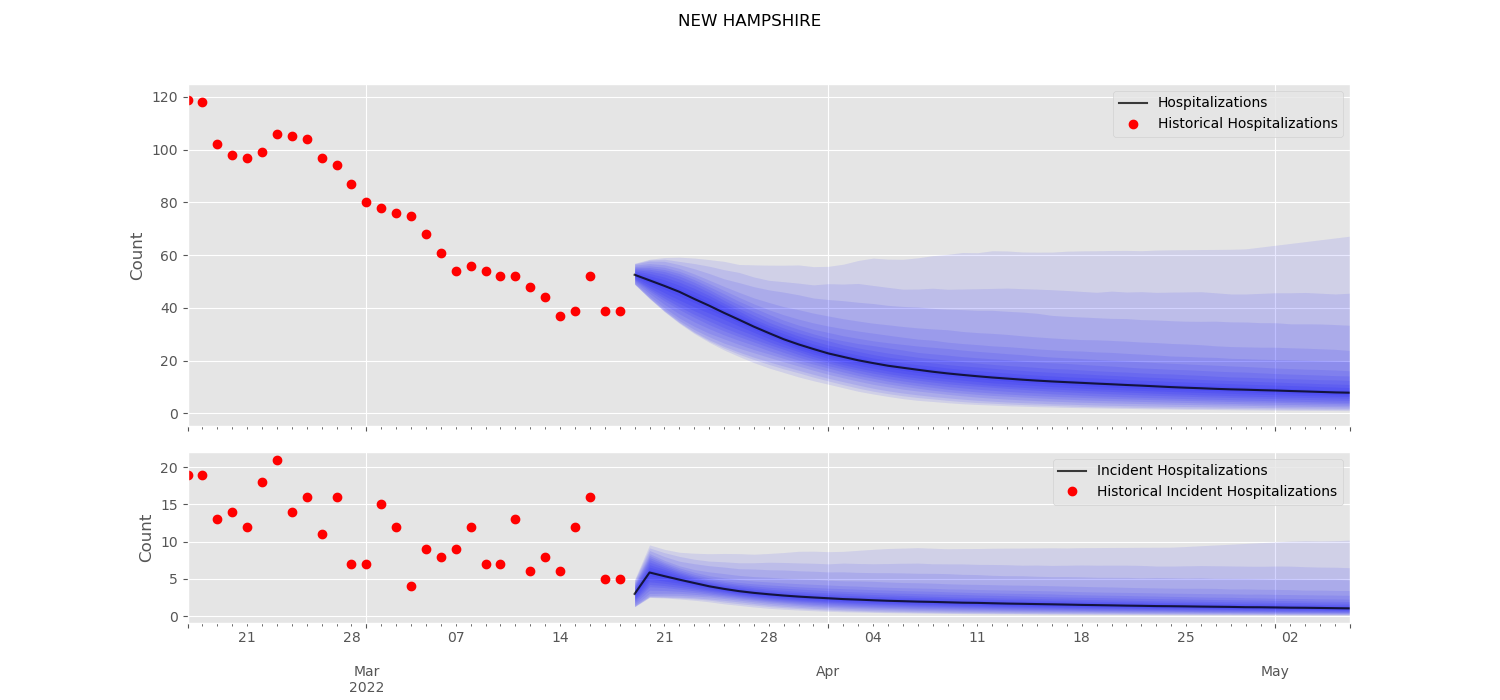 NEW HAMPSHIRE
120
100
80
60
40
20
0
Count
Hospitalizations
Historical Hospitalizations
20
15
10
5
0
Count
Incident Hospitalizations
Historical Incident Hospitalizations
21 28 07 14 21 28 04 11 18 25 02
Mar Apr May
2022